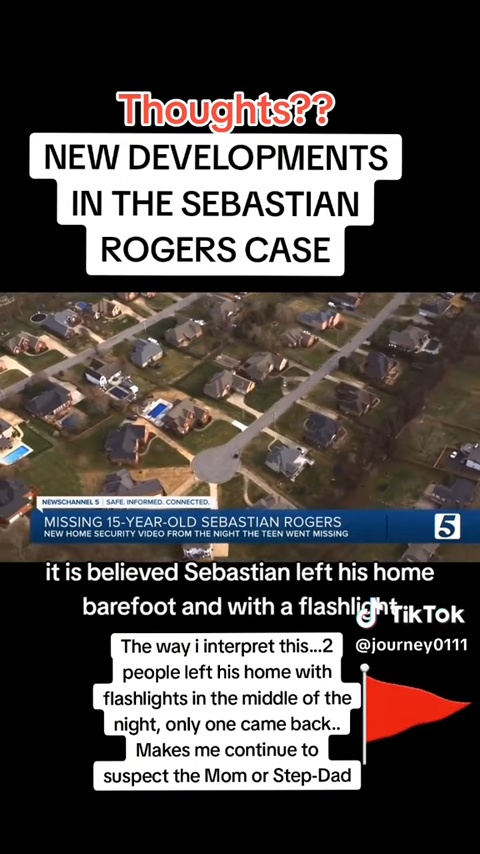 Thoughts??
NEW DEVELOPMENTS
IN THE SEBASTIAN
ROGERS CASE
NEWSCHANNEL 5 | SAFE. INFORMED. CONNECTED.
MISSING 15-YEAR-OLD SEBASTIAN ROGERS
NEW HOME SECURITY VIDEO FROM THE NIGHT THE TEEN WENT MISSING
5
it is believed Sebastian left his home
barefoot and with a flashlight
TikTok
@journey0111
The way i interpret this...2
people left his home with
flashlights in the middle of the
night, only one came back..
Makes me continue to
suspect the Mom or Step-Dad